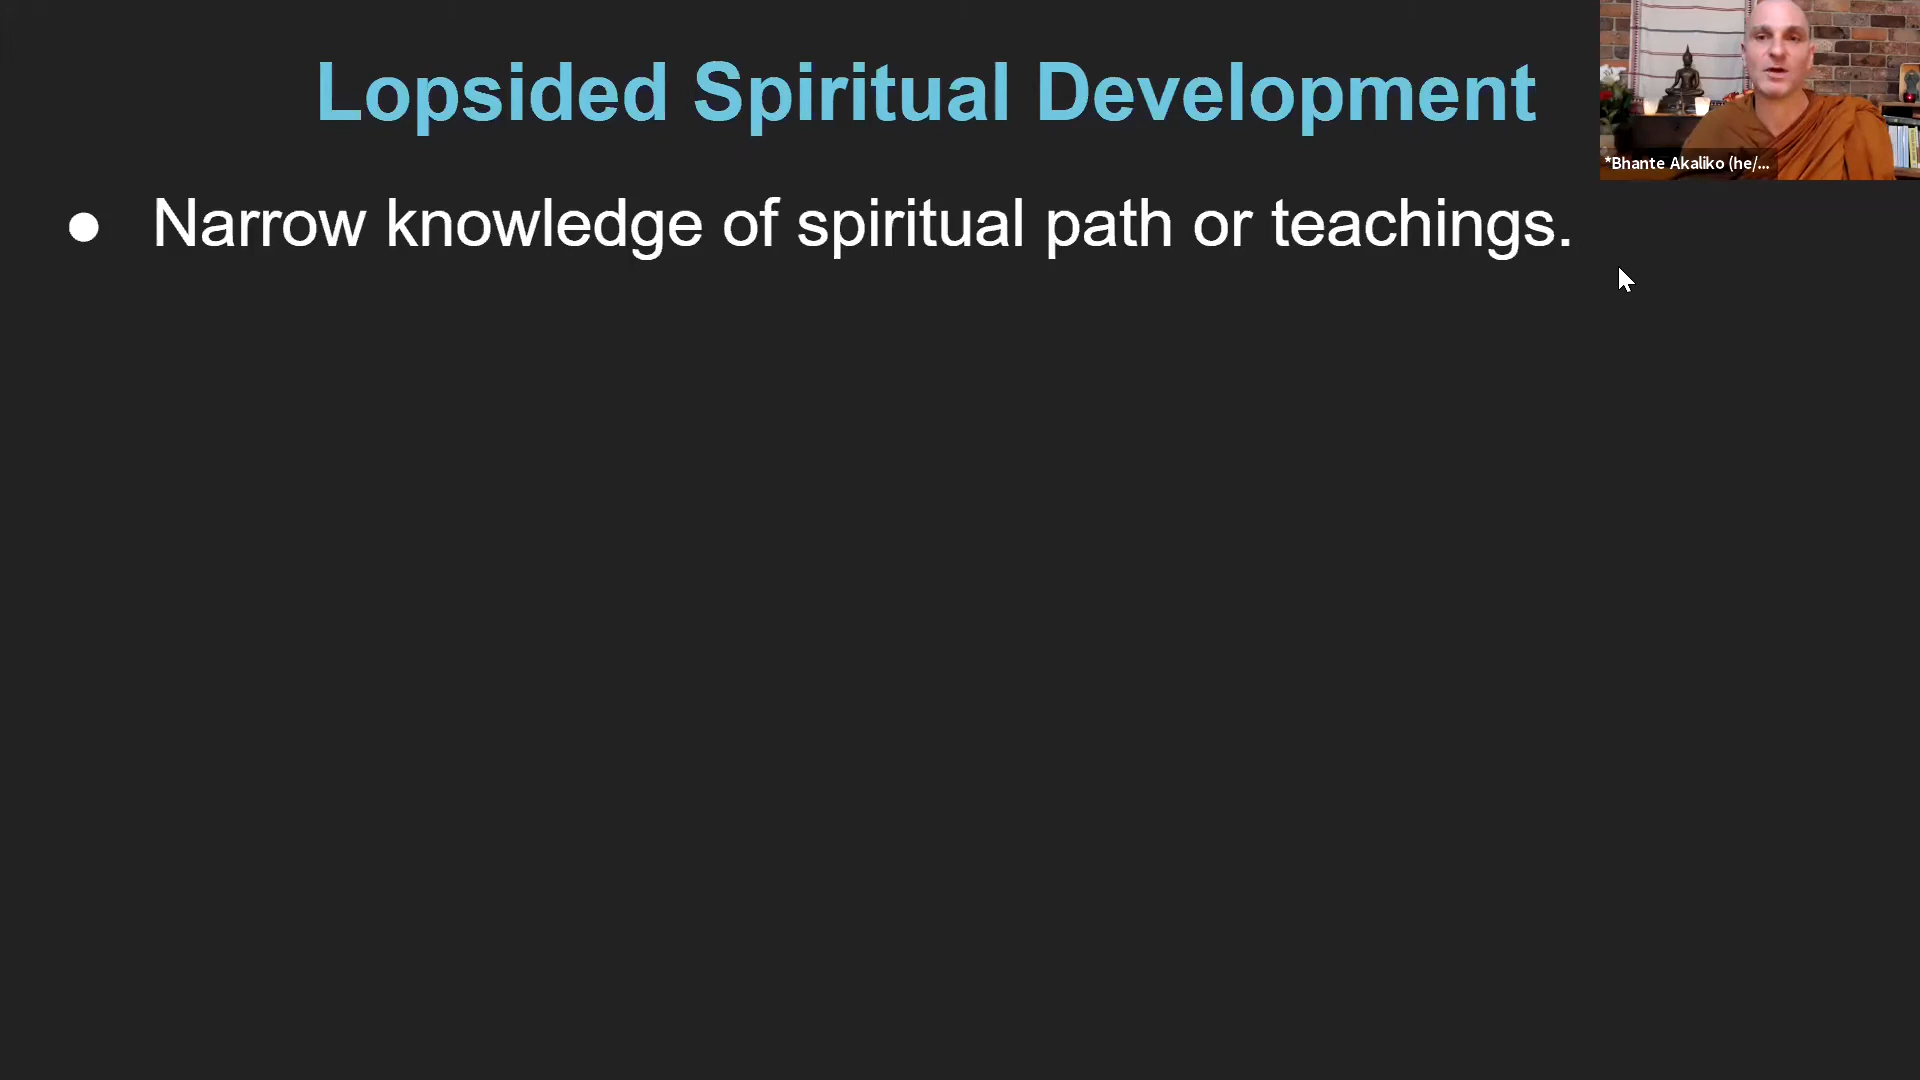 Lopsided Spiritual Development
● Narrow knowledge of spiritual path or teachings.
*Bhante Akaliko (he/...